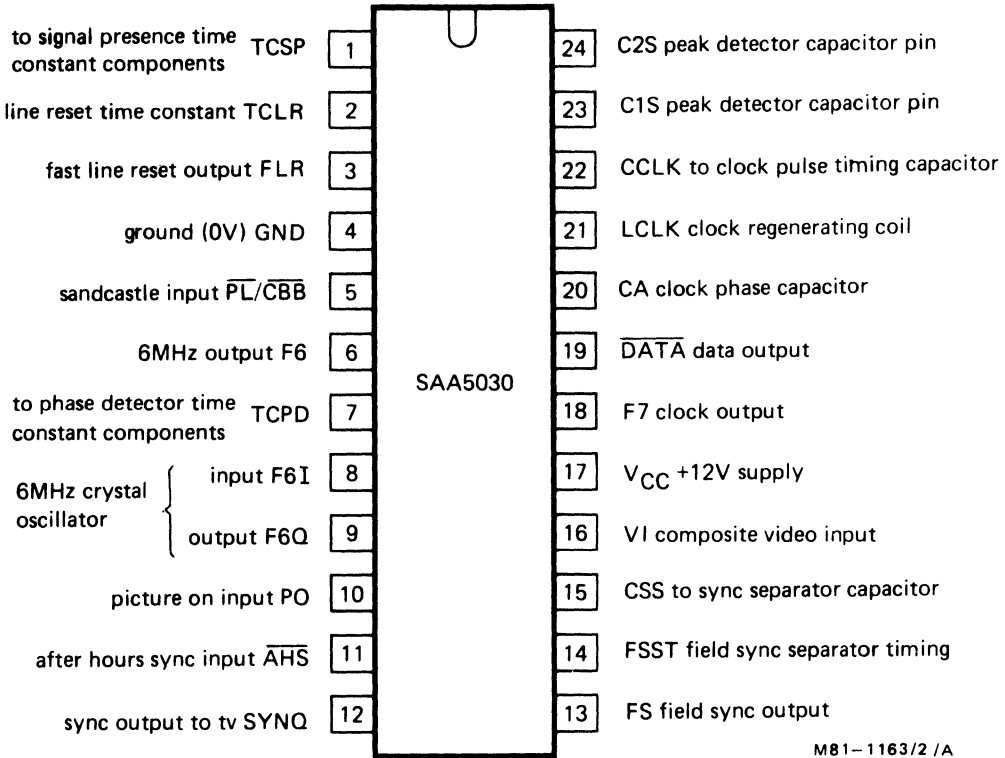 to signal presence time
constant components TCSP 1
line reset time constant TCLR 2
fast line reset output FLR 3
ground (0V) GND 4
sandcastle input P̅L̅/C̅B̅B̅ 5
6MHz output F6 6
to phase detector time
constant components TCPD 7
6MHz crystal
oscillator
input F6I 8
output F6Q 9
picture on input PO 10
after hours sync input A̅H̅S̅ 11
sync output to tv SYNQ 12
SAA5030
24 C2S peak detector capacitor pin
23 C1S peak detector capacitor pin
22 CCLK to clock pulse timing capacitor
21 LCLK clock regenerating coil
20 CA clock phase capacitor
19 D̅A̅T̅A̅ data output
18 F7 clock output
17 VCC +12V supply
16 VI composite video input
15 CSS to sync separator capacitor
14 FSST field sync separator timing
13 FS field sync output
M81–1163/2 /A